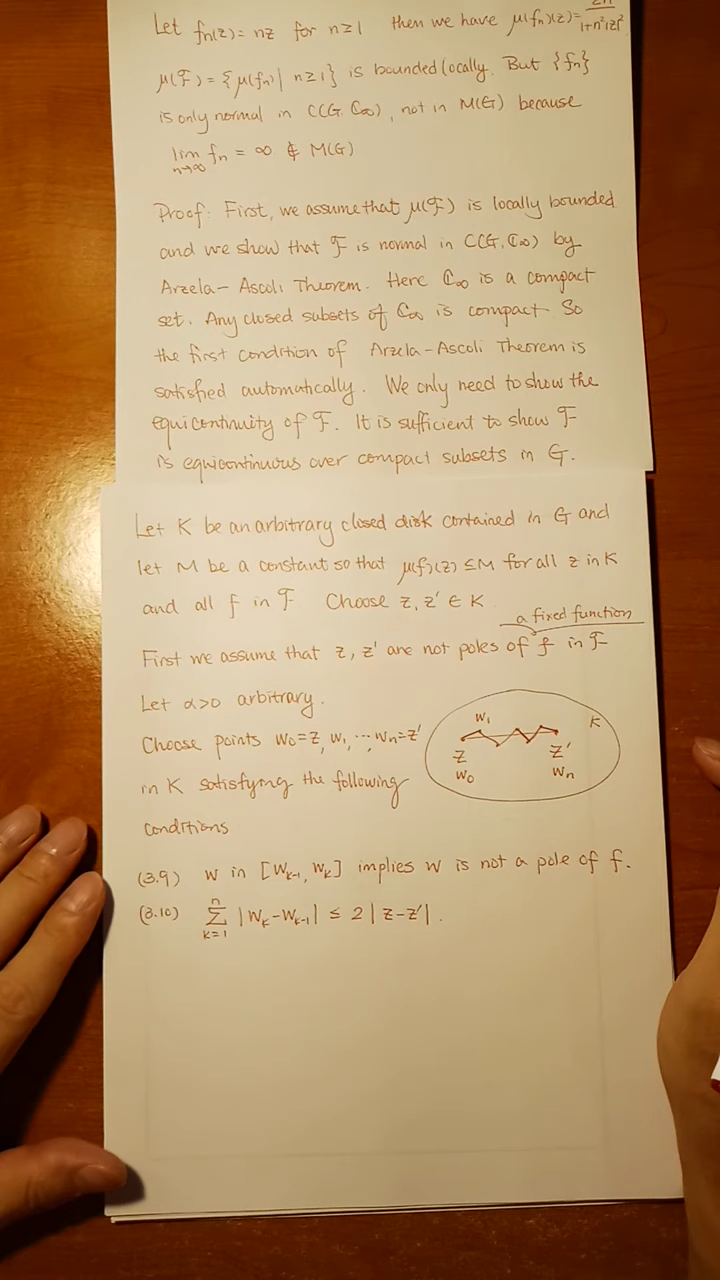 Let fn(z) = nz for n≥1 then we have μ(fn)(z) = 2n/1+n²|z|²
μ(F) = {μ(fn) | n≥1} is bounded locally. But {fn}
is only normal in C(G, C∞), not in M(G) because
lim n→∞ fn = ∞ ∉ M(G)
Proof: First, we assume that μ(F) is locally bounded
and we show that F is normal in C(G, C∞) by
Arzela-Ascoli Theorem. Here C∞ is a compact
set. Any closed subsets of C∞ is compact. So
the first condition of Arzela-Ascoli Theorem is
satisfied automatically. We only need to show the
equicontinuity of F. It is sufficient to show F
is equicontinuous over compact subsets in G.
Let K be an arbitrary closed disk contained in G and
let M be a constant so that μ(f)(z) ≤ M for all z in K
and all f in F Choose z, z' ∈ K
a fixed function
First we assume that z, z' are not poles of f in F
Let α>0 arbitrary.
Choose points w0=z, w1, ..., wn=z'
in K satisfying the following
conditions
w1 K
z z'
w0 wn
(3.9) w in [wk-1, wk] implies w is not a pole of f.
(3.10) n∑k=1 |wk-wk-1| ≤ 2|z-z'|.